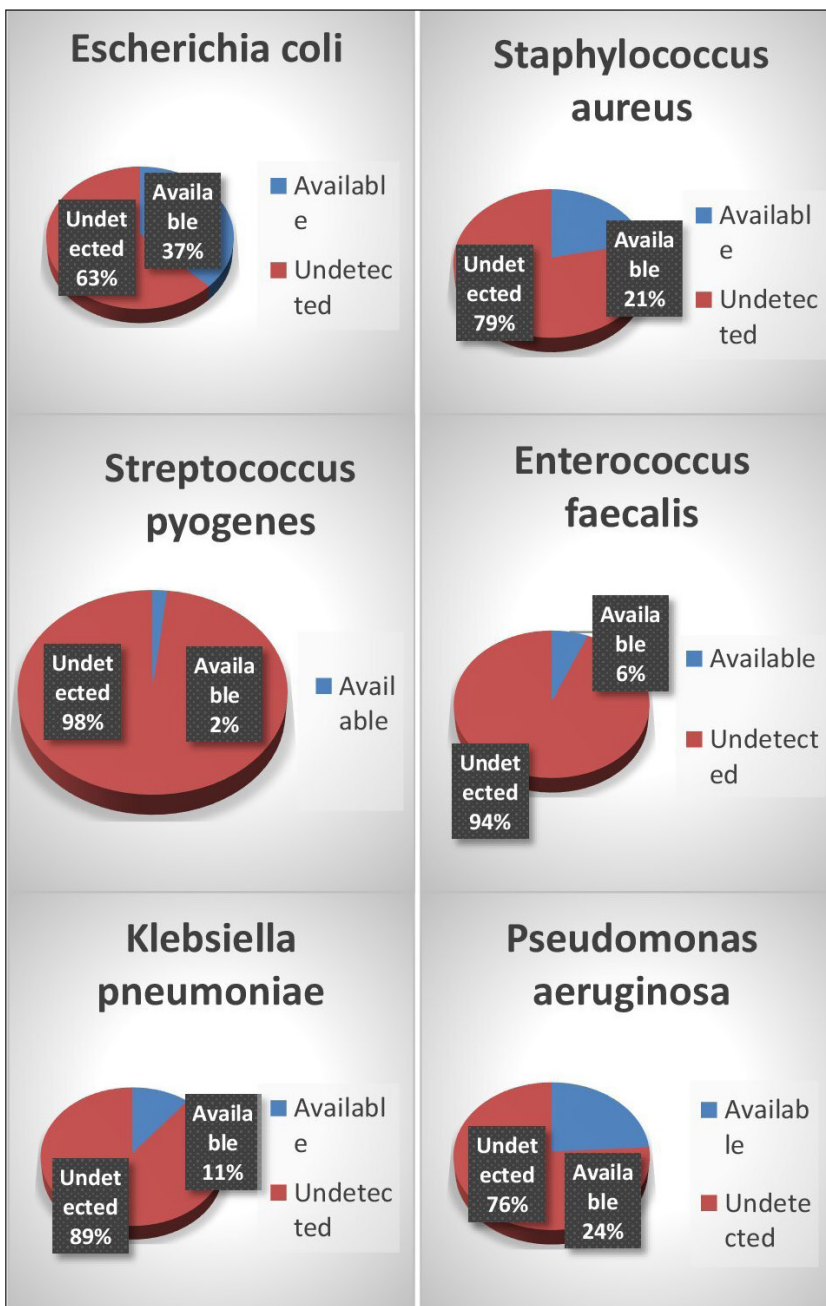 Escherichia coli
Undet
ected
63%
Availa
ble
37%
Availabl
e
Undetec
ted
Staphylococcus
aureus
Undet
ected
79%
Availa
ble
21%
Availabl
e
Undetec
ted
Streptococcus
pyogenes
Undet
ected
98%
Availa
ble
2%
Avail
able
Enterococcus
faecalis
Availa
ble
6%
Undet
ected
94%
Available
Undetect
ed
Klebsiella
pneumoniae
Undet
ected
89%
Availa
ble
11%
Availabl
e
Undetec
ted
Pseudomonas
aeruginosa
Undet
ected
76%
Availa
ble
24%
Availab
le
Undete
cted